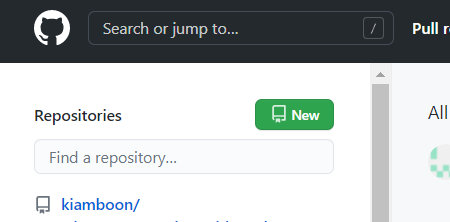 Search or jump to... /
Pull r
Repositories
New
All
Find a repository...
kiamboon/